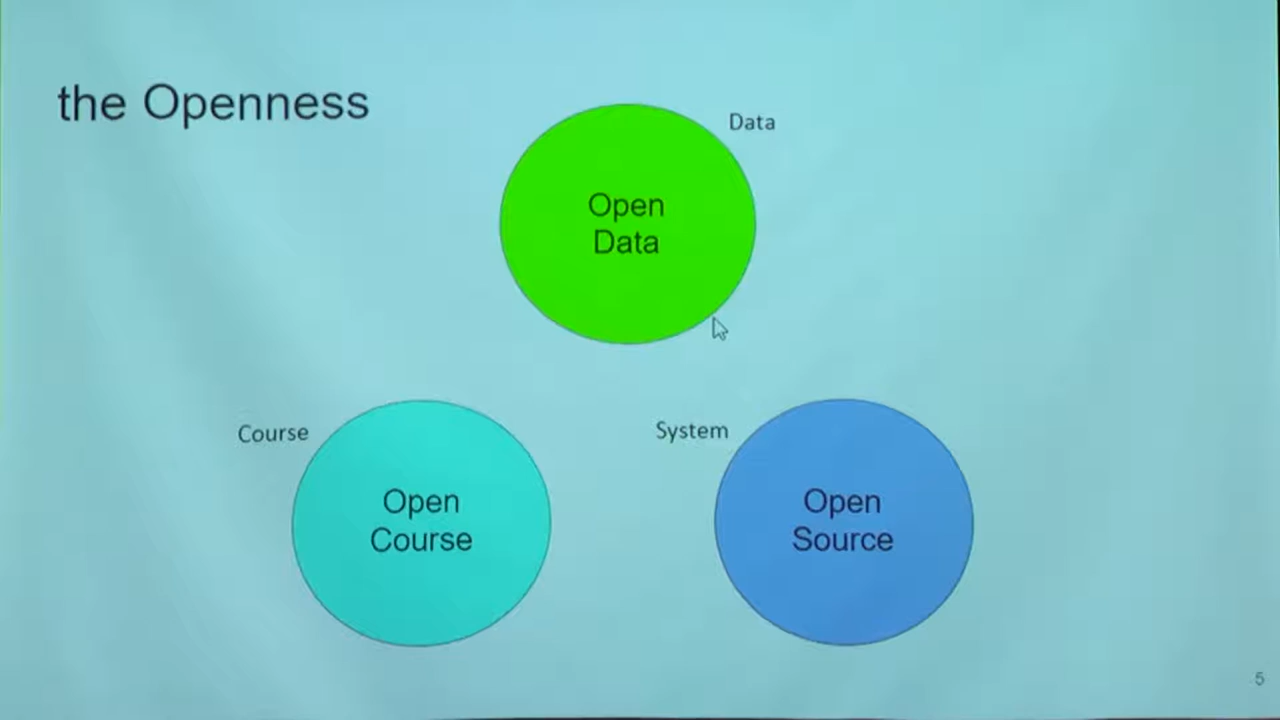 the Openness
Data
Open
Data
Course
Open
Course
System
Open
Source
5